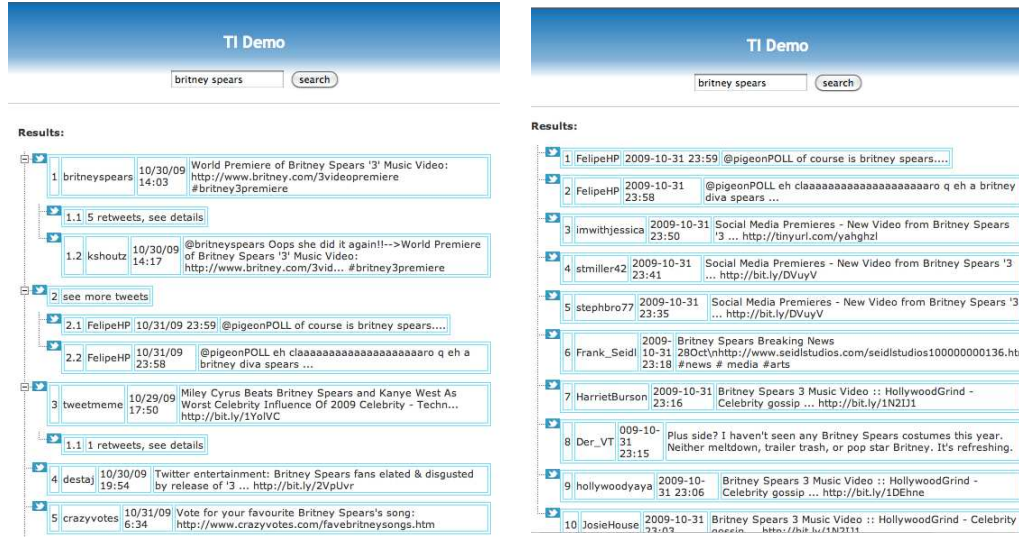 TI Demo
britney spears search
Results:
1 britneyspears 10/30/09 14:03 World Premiere of Britney Spears '3' Music Video:
http://www.britney.com/3videopremiere
#britney3premiere
1.1 5 retweets, see details
1.2 kshoutz 10/30/09 14:17 @britneyspears Oops she did it again!!-->World Premiere
of Britney Spears '3' Music Video:
http://www.britney.com/3vid... #britney3premiere
2 see more tweets
2.1 FelipeHP 10/31/09 23:59 @pigeonPOLL of course is britney spears....
2.2 FelipeHP 10/31/09 23:58 @pigeonPOLL eh claaaaaaaaaaaaaaaaaaaaaro q eh a
britney diva spears ...
3 tweetmeme 10/29/09 17:50 Miley Cyrus Beats Britney Spears and Kanye West As
Worst Celebrity Influence Of 2009 Celebrity - Techn...
http://bit.ly/1YolVC
1.1 1 retweets, see details
4 destaj 10/30/09 19:54 Twitter entertainment: Britney Spears fans elated & disgusted
by release of '3 ... http://bit.ly/2VpUvr
5 crazyvotes 10/31/09 6:34 Vote for your favourite Britney Spears's song:
http://www.crazyvotes.com/favebritneysongs.htm
TI Demo
britney spears search
Results:
1 FelipeHP 2009-10-31 23:59 @pigeonPOLL of course is britney spears....
2 FelipeHP 2009-10-31 23:58 @pigeonPOLL eh claaaaaaaaaaaaaaaaaaaaaro q eh a britney
diva spears ...
3 imwithjessica 2009-10-31 23:50 Social Media Premieres - New Video from Britney Spears
'3 ... http://tinyurl.com/yahghzl
4 stmiller42 2009-10-31 23:41 Social Media Premieres - New Video from Britney Spears '3
... http://bit.ly/DVuyV
5 stephbro77 2009-10-31 23:35 Social Media Premieres - New Video from Britney Spears '3
... http://bit.ly/DVuyV
6 Frank_Seidl 2009-10-31 23:18 Britney Spears Breaking News
28Oct\nhttp://www.seidlstudios.com/seidlstudios100000000136.ht
#news # media #arts
7 HarrietBurson 2009-10-31 23:16 Britney Spears 3 Music Video :: HollywoodGrind -
Celebrity gossip ... http://bit.ly/1N2IJ1
8 Der_VT 009-10-31 23:15 Plus side? I haven't seen any Britney Spears costumes this year.
Neither meltdown, trailer trash, or pop star Britney. It's refreshing.
9 hollywoodyaya 2009-10-31 23:06 Britney Spears 3 Music Video :: HollywoodGrind -
Celebrity gossip ... http://bit.ly/1DEhne
10 JosieHouse 2009-10-31 23:03 Britney Spears 3 Music Video :: HollywoodGrind - Celebrity
gossip ... http://bit.ly/1N2IJ1